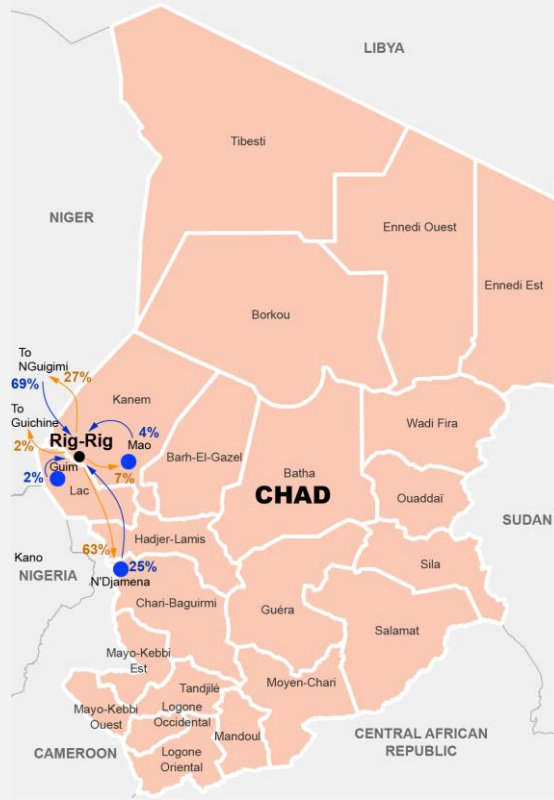 LIBYA
Tibesti
NIGER
Ennedi Ouest
Ennedi Est
Borkou
To
NGuigimi
27%
69%
Kanem
To
Guichine
4%
Wadi Fira
2%
Rig-Rig
Mao
Barh-El-Gazel
Batha
Guim
7%
2%
Lac
CHAD
Ouaddaï
SUDAN
Hadjer-Lamis
63%
Kano
25%
Sila
NIGERIA
N'Djamena
Chari-Baguirmi
Guéra
Salamat
Mayo-Kebbi
Est
Moyen-Chari
Tandjilé
Mayo-Kebbi
Ouest
Logone
Occidental
Mandoul
CENTRAL AFRICAN
REPUBLIC
CAMEROON
Logone
Oriental